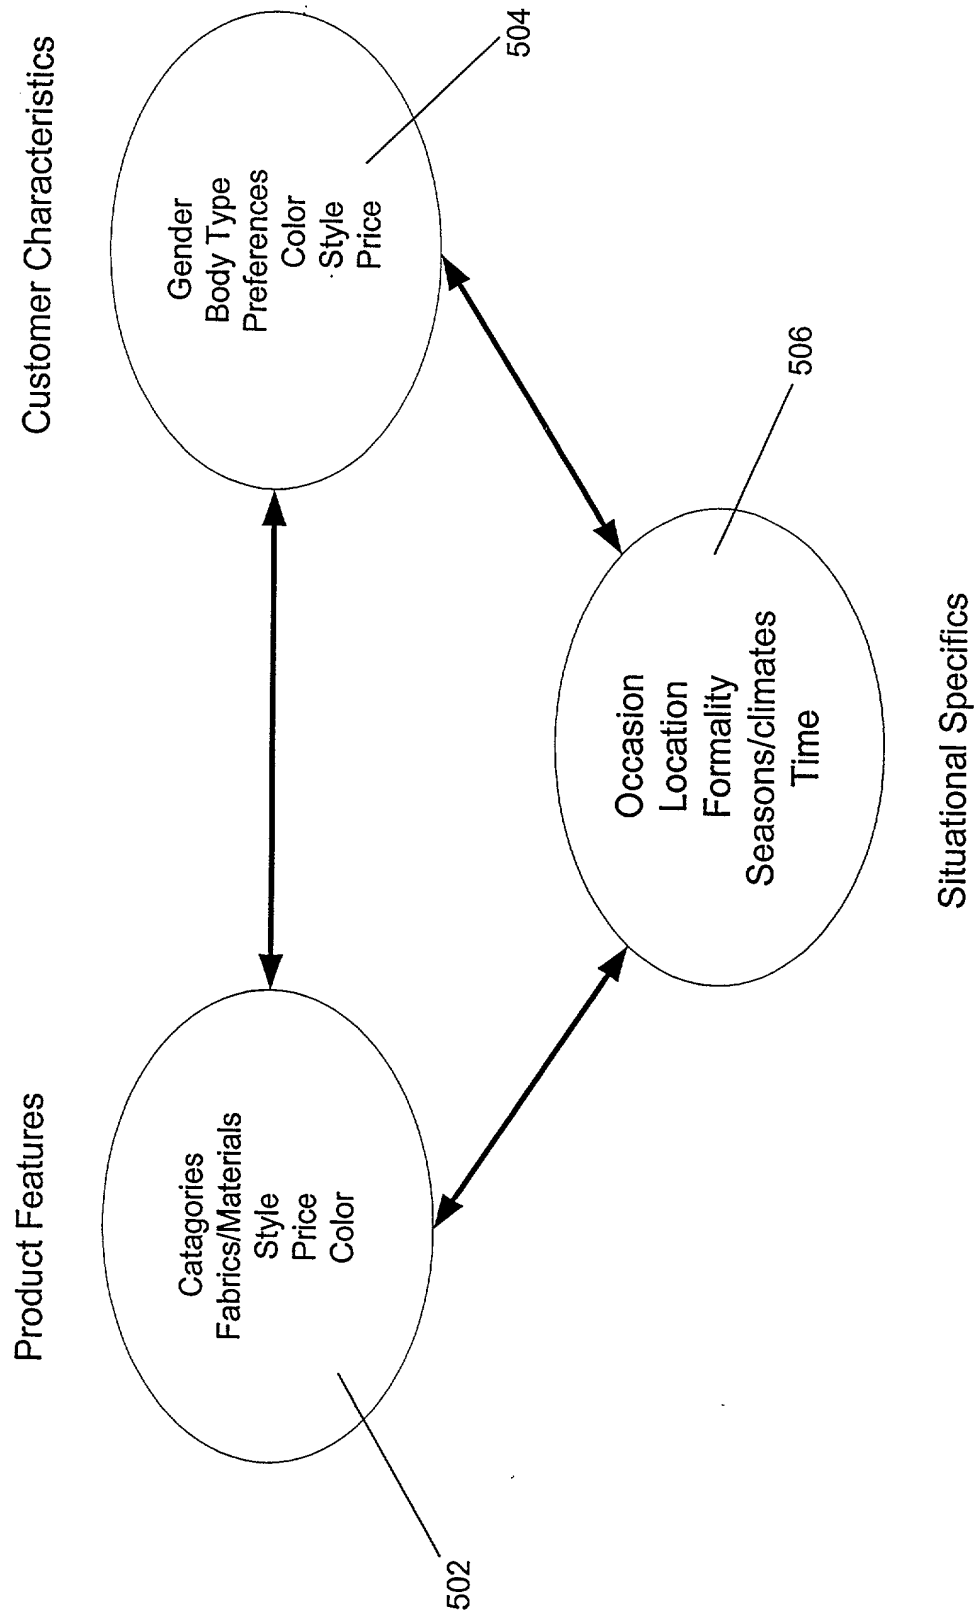 Product Features
Catagories
Fabrics/Materials
Style
Price
Color
502
Customer Characteristics
Gender
Body Type
Preferences
Color
Style
Price
504
Occasion
Location
Formality
Seasons/climates
Time
506
Situational Specifics